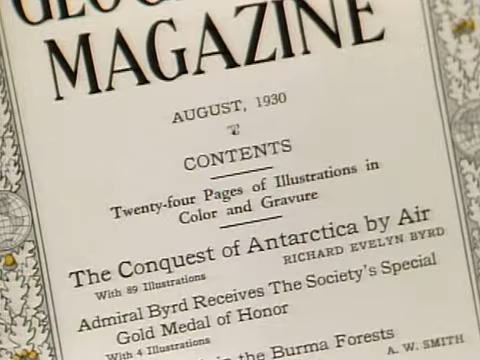 MAGAZINE
AUGUST, 1930
CONTENTS
Twenty-four Pages of Illustrations in
Color and Gravure
The Conquest of Antarctica by Air
With 89 Illustrations
RICHARD EVELYN BYRD
Admiral Byrd Receives The Society's Special
Gold Medal of Honor
With 4 Illustrations
in the Burma Forests
A. W. SMITH